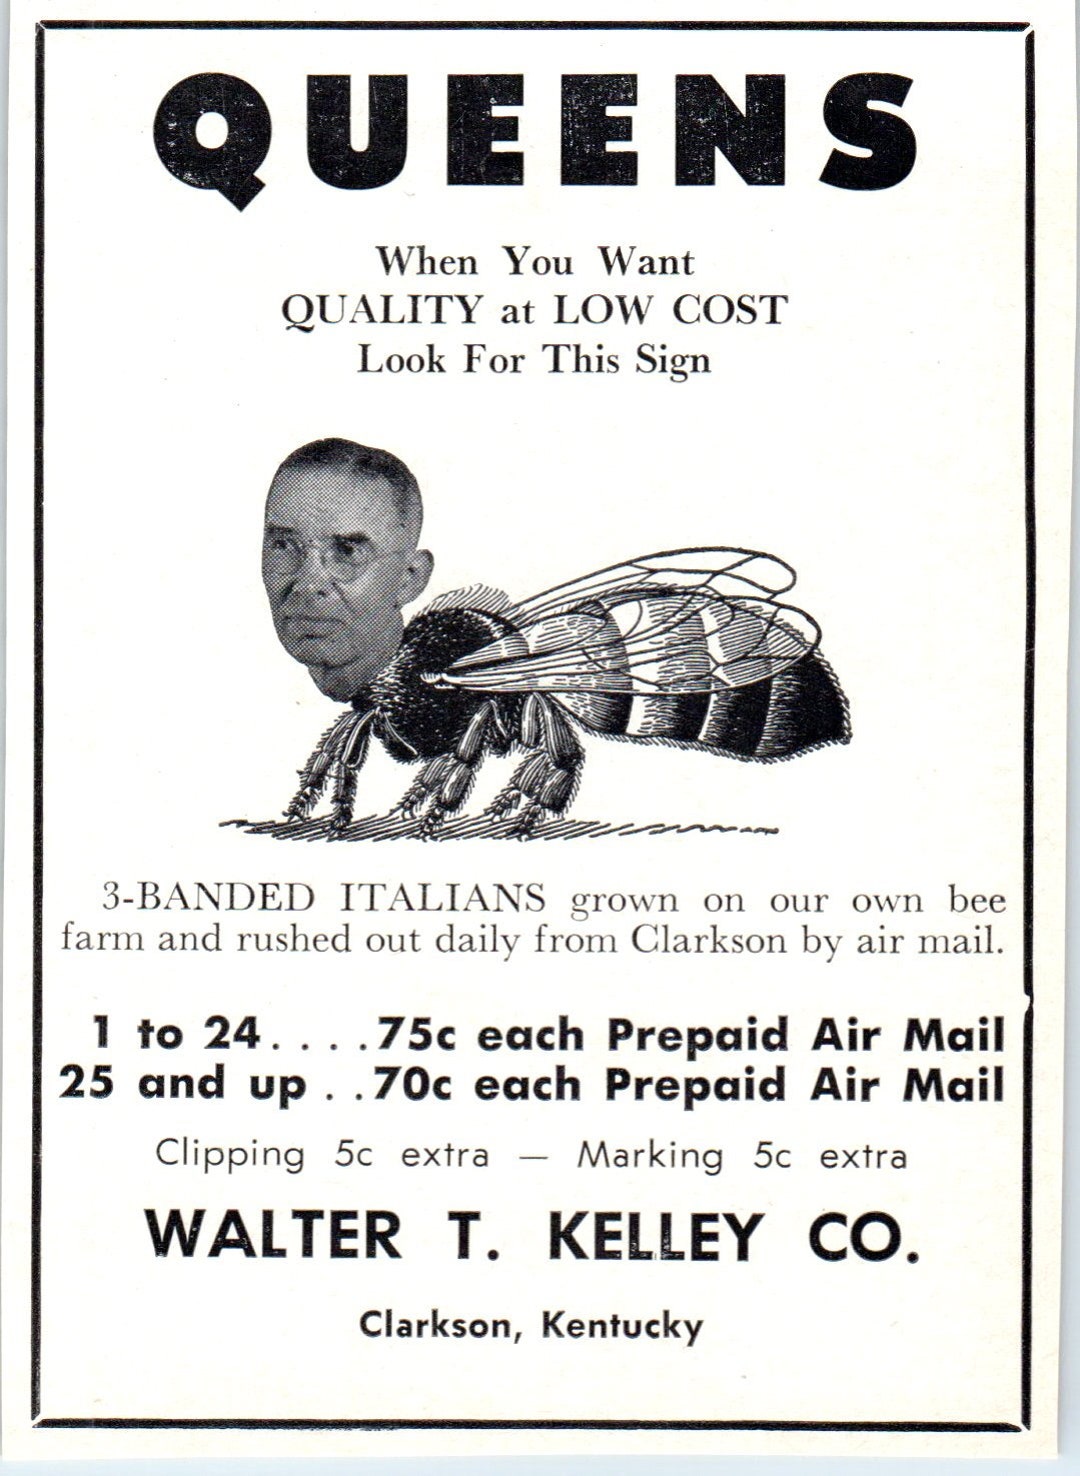 QUEENS
When You Want
QUALITY at LOW COST
Look For This Sign
3-BANDED ITALIANS grown on our own bee
farm and rushed out daily from Clarkson by air mail.
1 to 24....75c each Prepaid Air Mail
25 and up ..70c each Prepaid Air Mail
Clipping 5c extra — Marking 5c extra
WALTER T. KELLEY CO.
Clarkson, Kentucky